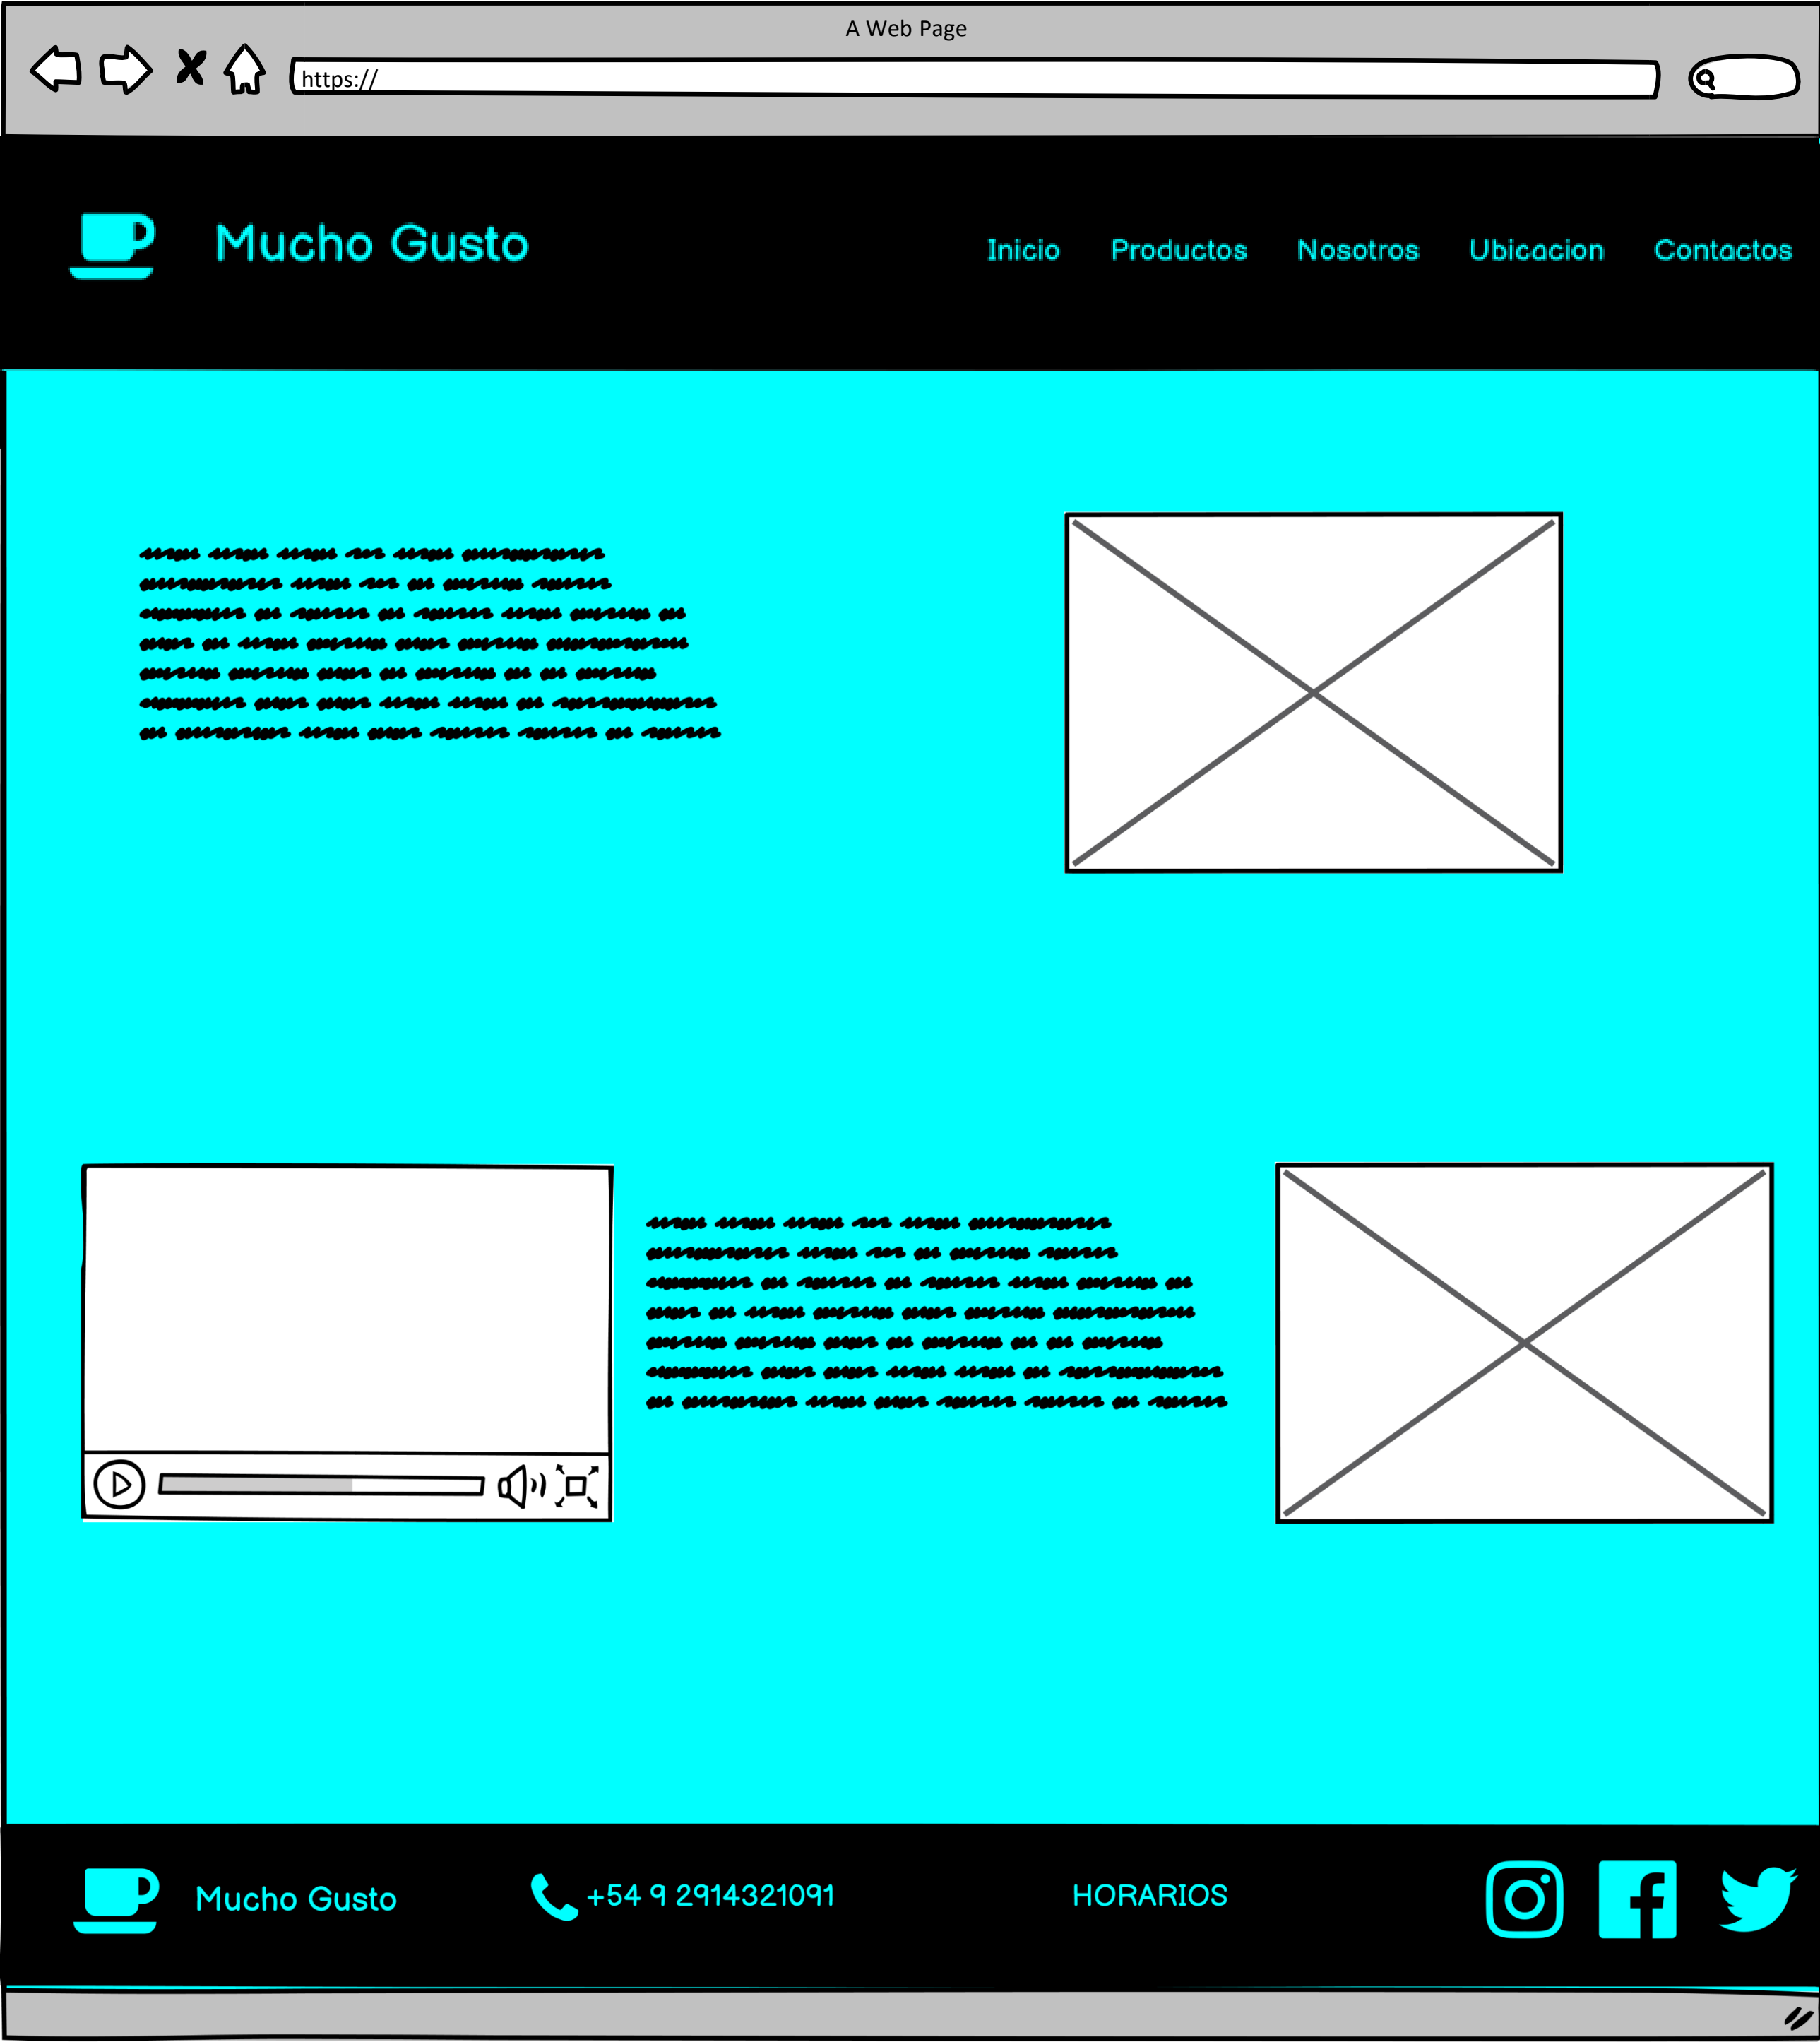 A Web Page
https://
Mucho Gusto
Inicio Productos Nosotros Ubicacion Contactos
Mucho Gusto
+54 9 2914321091
HORARIOS